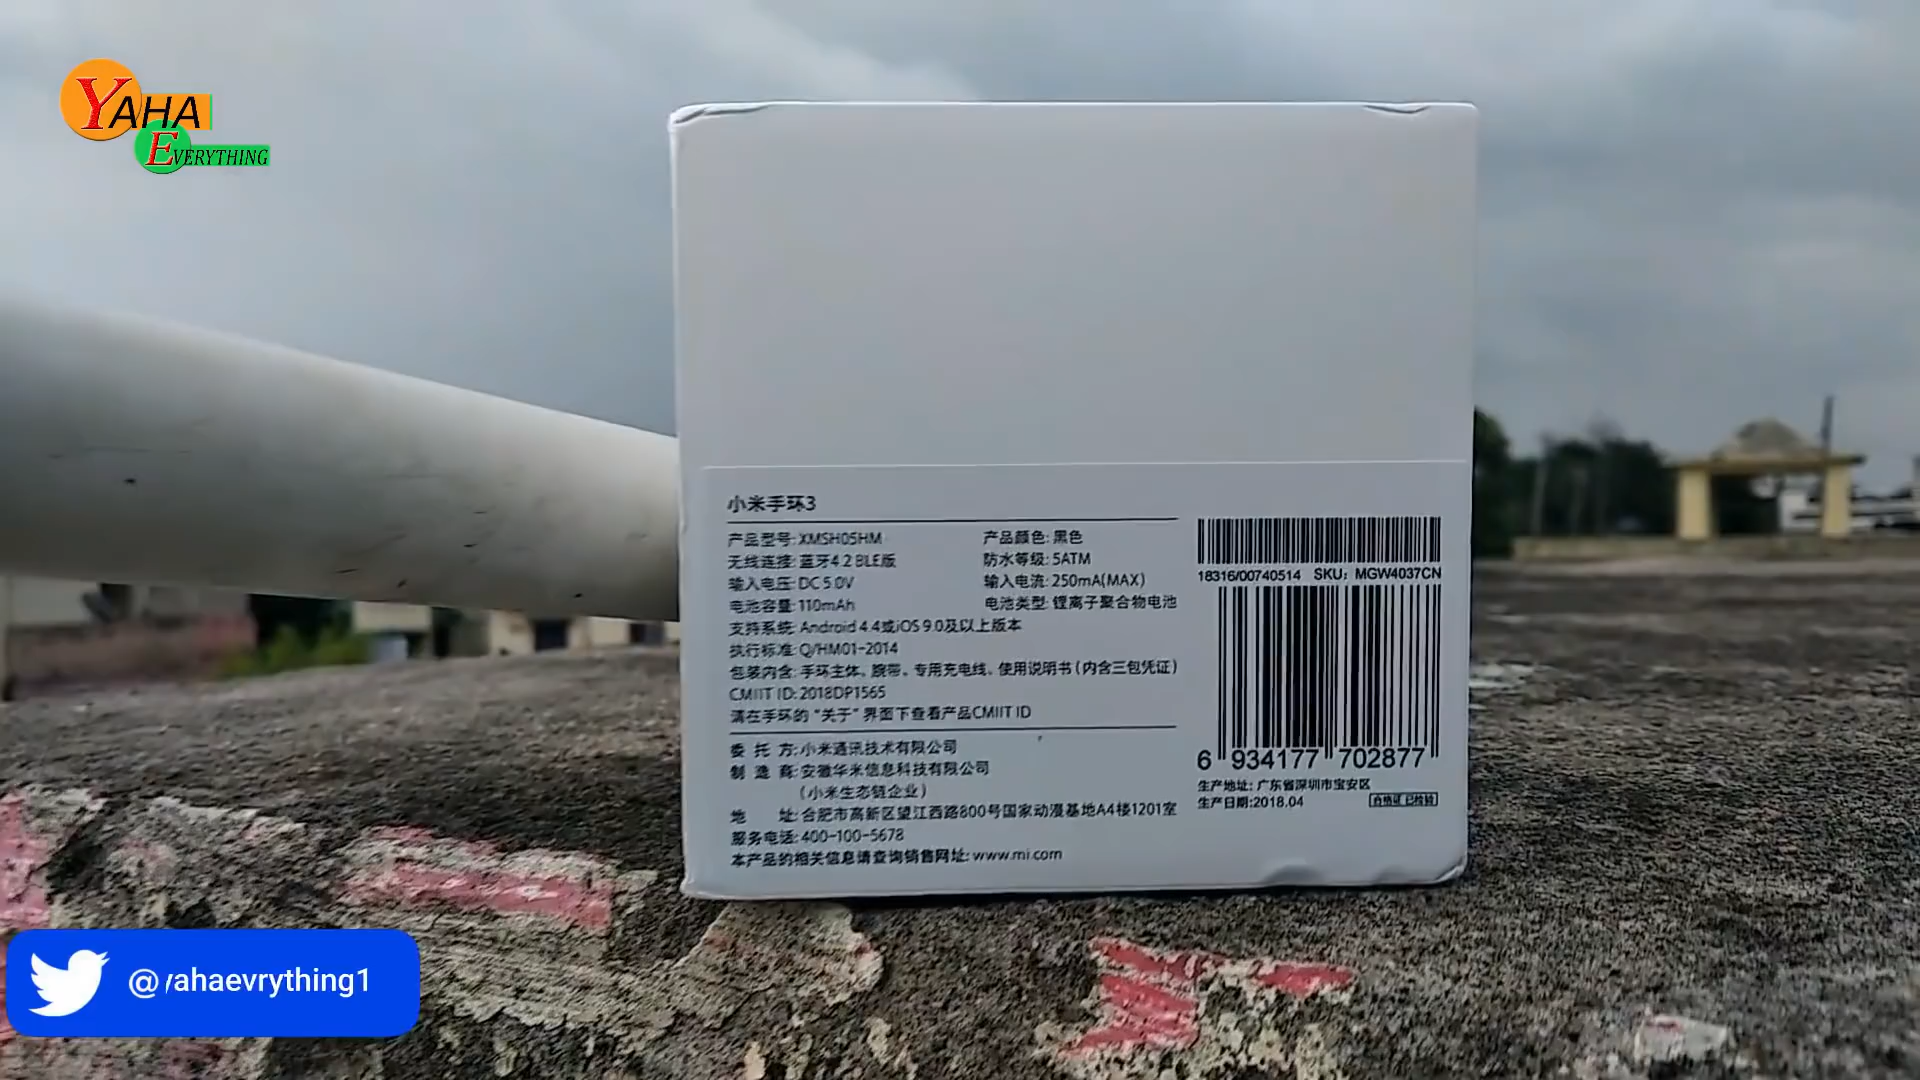 YAHA
EVERYTHING
小米手环3
产品型号: XMSH05HM 产品颜色: 黑色
无线连接: 蓝牙4.2 BLE版 防水等级: 5ATM
输入电压: DC 5.0V 输入电流: 250mA(MAX)
电池容量: 110mAh 电池类型: 锂离子聚合物电池
支持系统: Android 4.4或iOS 9.0及以上版本
执行标准: Q/HM01-2014
包装内含: 手环主体、腕带、专用充电线、使用说明书(内含三包凭证)
CMIIT ID: 2018DP1565
请在手环的“关于”界面下查看产品CMIIT ID
委 托 方: 小米通讯技术有限公司
制 造 商: 安徽华米信息科技有限公司
(小米生态链企业)
地 址: 合肥市高新区望江西路800号国家动漫基地A4楼1201室
服务电话: 400-100-5678
本产品的相关信息请查询销售网址: www.mi.com
18316/00740514 SKU: MGW4037CN
6 934177 702877
生产地址: 广东省深圳市宝安区
生产日期:2018.04 合格证 已检验
@yahaevrything1